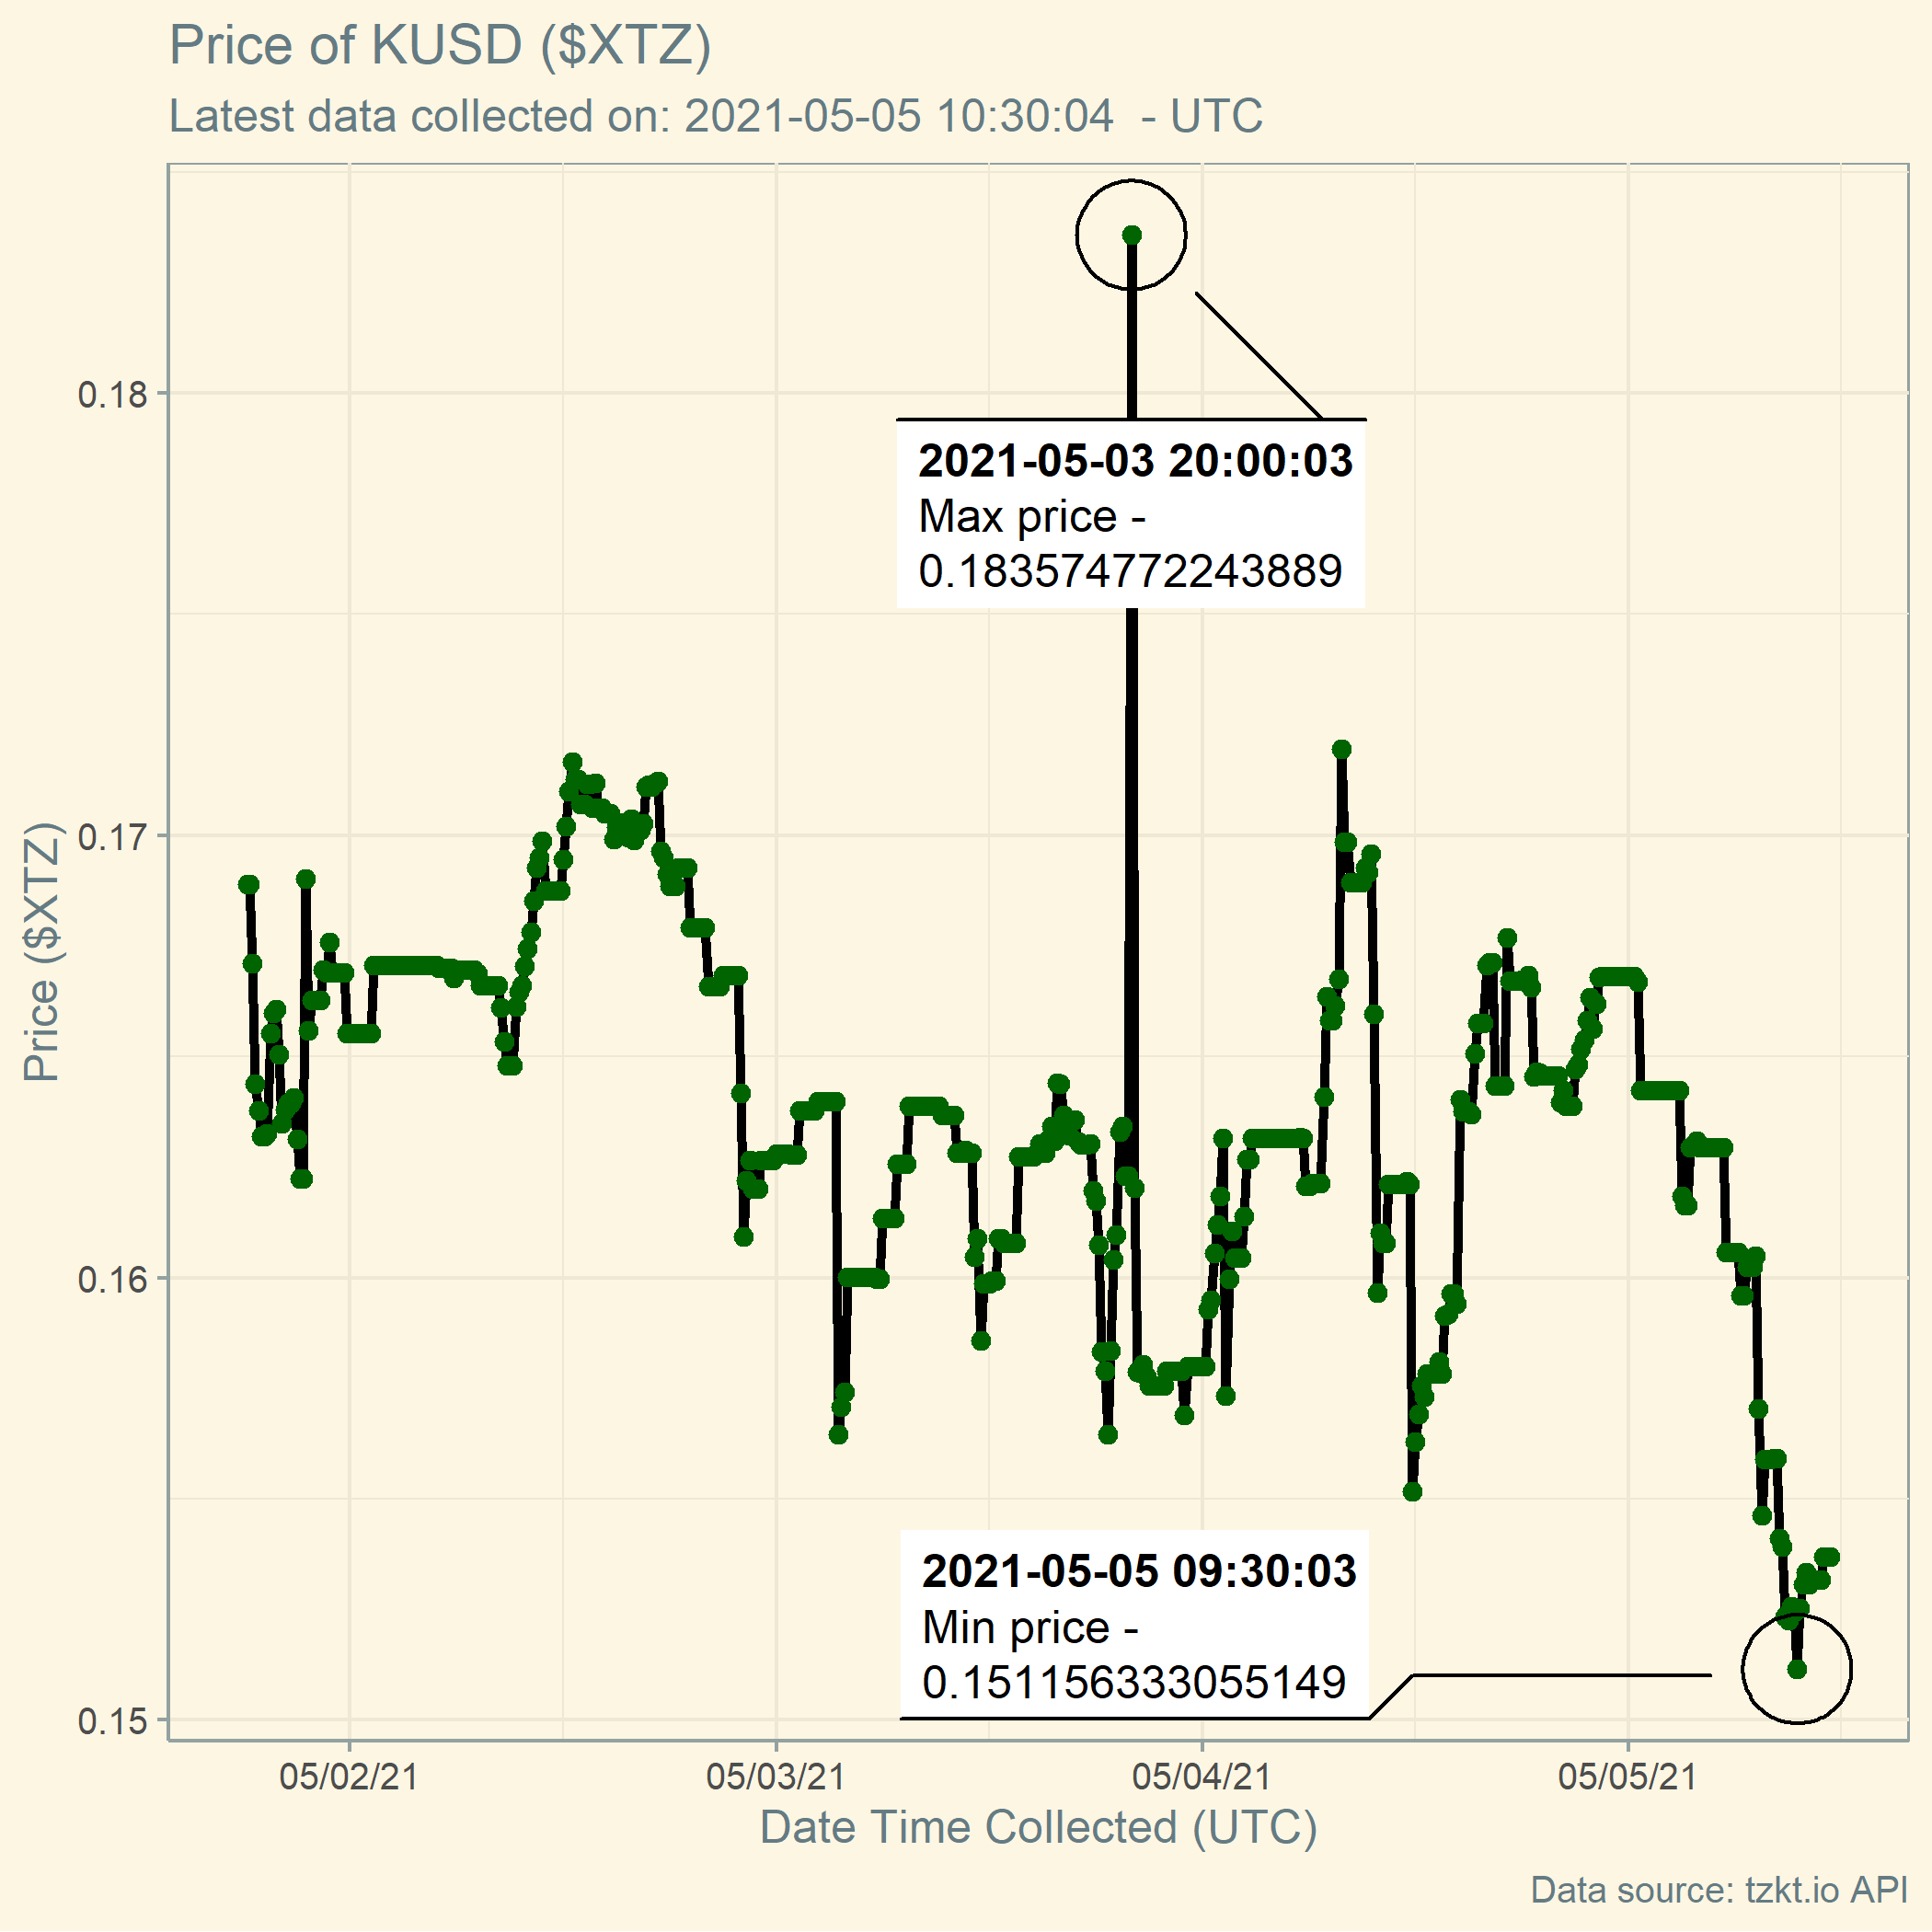 Price of KUSD ($XTZ)
Latest data collected on: 2021-05-05 10:30:04  - UTC
Price ($XTZ)
0.18
0.17
0.16
0.15
2021-05-03 20:00:03
Max price -
0.183574772243889
2021-05-05 09:30:03
Min price -
0.151156333055149
05/02/21
05/03/21
05/04/21
05/05/21
Date Time Collected (UTC)
Data source: tzkt.io API